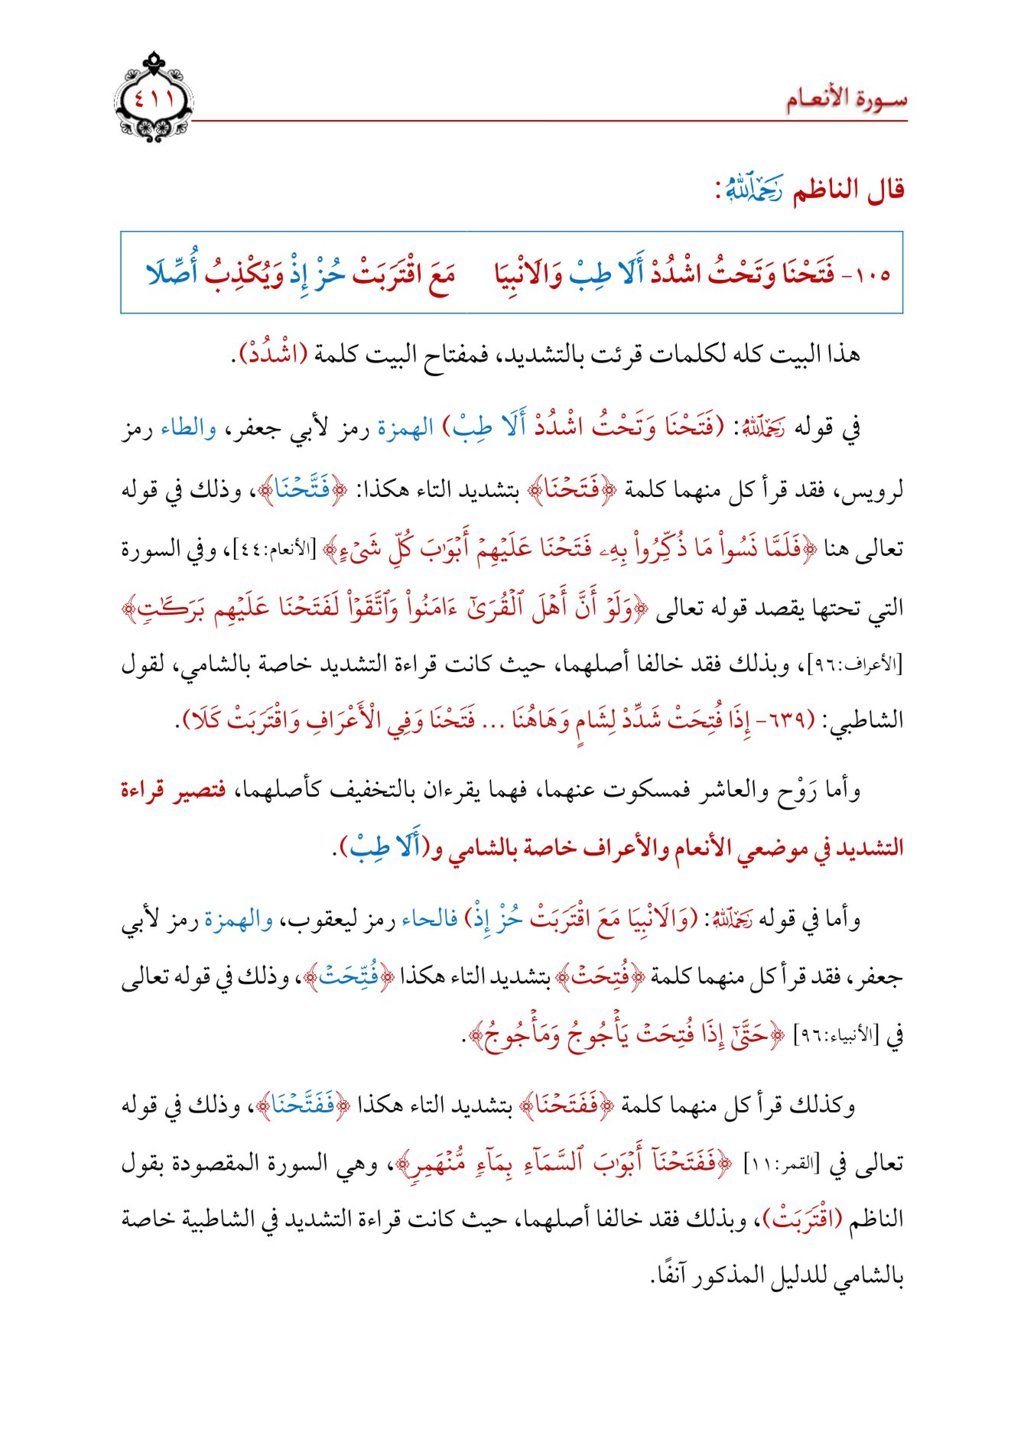 سورة الأنعام
٤١١
قال الناظم رَحِمَهُ اللَّهُ:
١٠٥- فَتَحْنَا وَتَحْتُ اشْدُدْ أَلَا طِبْ وَالَانْبِيَا مَعَ اقْتَرَبَتْ حُزْ إِذْ وَيُكْذِبُ أُصِّلَا
هذا البيت كله لكلمات قرئت بالتشديد، فمفتاح البيت كلمة (اشْدُدْ).
في قوله رَحِمَهُ اللَّهُ: (فَتَحْنَا وَتَحْتُ اشْدُدْ أَلَا طِبْ) الهمزة رمز لأبي جعفر، والطاء رمز
لرويس، فقد قرأ كل منهما كلمة ﴿فَتَحۡنَا﴾ بتشديد التاء هكذا: ﴿فَتَّحۡنَا﴾، وذلك في قوله
تعالى هنا ﴿فَلَمَّا نَسُواْ مَا ذُكِّرُواْ بِهِۦ فَتَحۡنَا عَلَيۡهِمۡ أَبۡوَٰبَ كُلِّ شَىۡءٍ﴾ [الأنعام:٤٤]، وفي السورة
التي تحتها يقصد قوله تعالى ﴿وَلَوۡ أَنَّ أَهۡلَ ٱلۡقُرَىٰٓ ءَامَنُواْ وَٱتَّقَوۡاْ لَفَتَحۡنَا عَلَيۡهِم بَرَكَٰتٖ﴾
[الأعراف:٩٦]، وبذلك فقد خالفا أصلهما، حيث كانت قراءة التشديد خاصة بالشامي، لقول
الشاطبي: (٦٣٩- إِذَا فُتِحَتْ شَدِّدْ لِشَامٍ وَهَاهُنَا ... فَتَحْنَا وَفِي الْأَعْرَافِ وَاقْتَرَبَتْ كَلَا).
وأما رَوْح والعاشر فمسكوت عنهما، فهما يقرءان بالتخفيف كأصلهما، فتصير قراءة
التشديد في موضعي الأنعام والأعراف خاصة بالشامي و(أَلَا طِبْ).
وأما في قوله رَحِمَهُ اللَّهُ: (وَالَانْبِيَا مَعَ اقْتَرَبَتْ حُزْ إِذْ) فالحاء رمز ليعقوب، والهمزة رمز لأبي
جعفر، فقد قرأ كل منهما كلمة ﴿فُتِحَتۡ﴾ بتشديد التاء هكذا ﴿فُتِّحَتۡ﴾، وذلك في قوله تعالى
في [الأنبياء:٩٦] ﴿حَتَّىٰٓ إِذَا فُتِحَتۡ يَأۡجُوجُ وَمَأۡجُوجُ﴾.
وكذلك قرأ كل منهما كلمة ﴿فَفَتَحۡنَا﴾ بتشديد التاء هكذا ﴿فَفَتَّحۡنَا﴾، وذلك في قوله
تعالى في [القمر:١١] ﴿فَفَتَحۡنَآ أَبۡوَٰبَ ٱلسَّمَآءِ بِمَآءٖ مُّنۡهَمِرٖ﴾، وهي السورة المقصودة بقول
الناظم (اقْتَرَبَتْ)، وبذلك فقد خالفا أصلهما، حيث كانت قراءة التشديد في الشاطبية خاصة
بالشامي للدليل المذكور آنفًا.